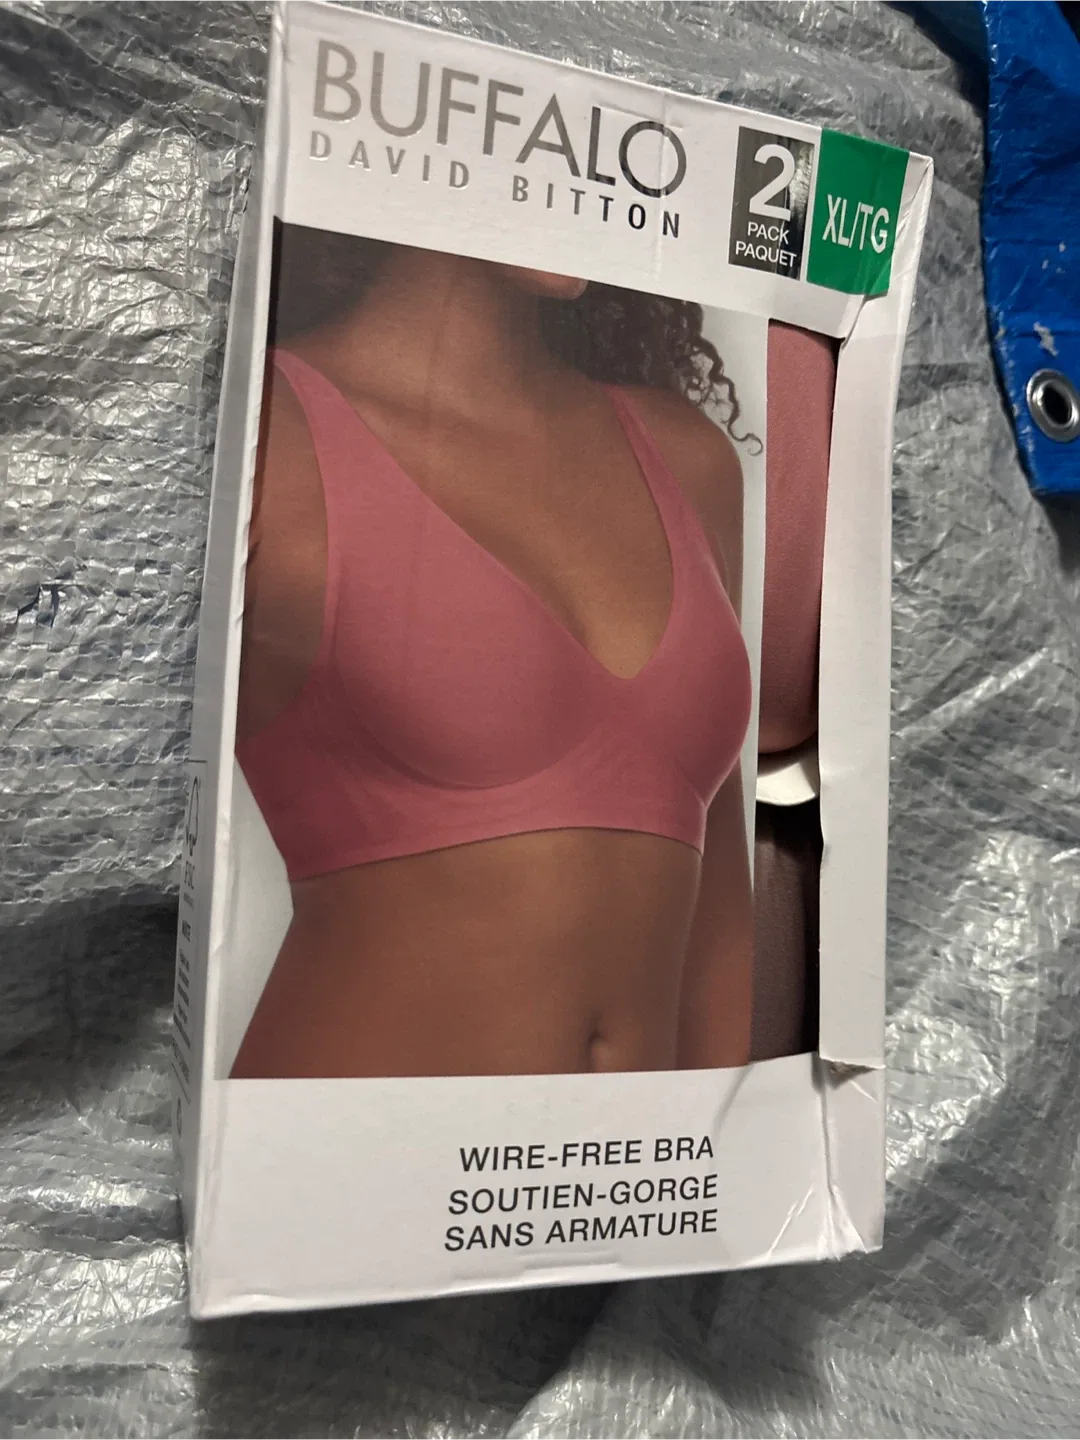 BUFFALO
DAVID BITTON
2
PACK
PAQUET
XL/TG
WIRE-FREE BRA
SOUTIEN-GORGE
SANS ARMATURE